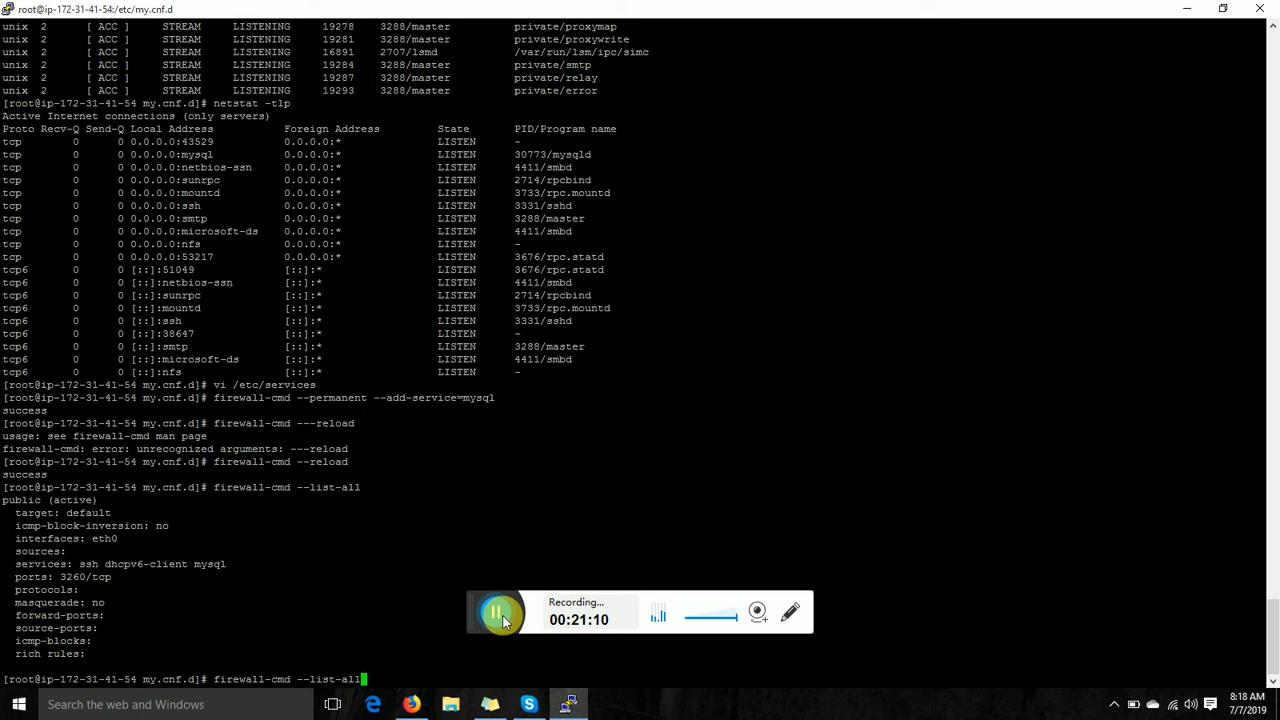 root@ip-172-31-41-54:/etc/my.cnf.d
unix 2 [ ACC ] STREAM LISTENING 19278 3288/master private/proxymap
unix 2 [ ACC ] STREAM LISTENING 19281 3288/master private/proxywrite
unix 2 [ ACC ] STREAM LISTENING 16891 2707/lsmd /var/run/lsm/ipc/simc
unix 2 [ ACC ] STREAM LISTENING 19284 3288/master private/smtp
unix 2 [ ACC ] STREAM LISTENING 19287 3288/master private/relay
unix 2 [ ACC ] STREAM LISTENING 19293 3288/master private/error
[root@ip-172-31-41-54 my.cnf.d]# netstat -tlp
Active Internet connections (only servers)
Proto Recv-Q Send-Q Local Address Foreign Address State PID/Program name
tcp 0 0 0.0.0.0:43529 0.0.0.0:* LISTEN -
tcp 0 0 0.0.0.0:mysql 0.0.0.0:* LISTEN 30773/mysqld
tcp 0 0 0.0.0.0:netbios-ssn 0.0.0.0:* LISTEN 4411/smbd
tcp 0 0 0.0.0.0:sunrpc 0.0.0.0:* LISTEN 2714/rpcbind
tcp 0 0 0.0.0.0:mountd 0.0.0.0:* LISTEN 3733/rpc.mountd
tcp 0 0 0.0.0.0:ssh 0.0.0.0:* LISTEN 3331/sshd
tcp 0 0 0.0.0.0:smtp 0.0.0.0:* LISTEN 3288/master
tcp 0 0 0.0.0.0:microsoft-ds 0.0.0.0:* LISTEN 4411/smbd
tcp 0 0 0.0.0.0:nfs 0.0.0.0:* LISTEN -
tcp 0 0 0.0.0.0:53217 0.0.0.0:* LISTEN 3676/rpc.statd
tcp6 0 0 [::]:51049 [::]:* LISTEN 3676/rpc.statd
tcp6 0 0 [::]:netbios-ssn [::]:* LISTEN 4411/smbd
tcp6 0 0 [::]:sunrpc [::]:* LISTEN 2714/rpcbind
tcp6 0 0 [::]:mountd [::]:* LISTEN 3733/rpc.mountd
tcp6 0 0 [::]:ssh [::]:* LISTEN 3331/sshd
tcp6 0 0 [::]:38647 [::]:* LISTEN -
tcp6 0 0 [::]:smtp [::]:* LISTEN 3288/master
tcp6 0 0 [::]:microsoft-ds [::]:* LISTEN 4411/smbd
tcp6 0 0 [::]:nfs [::]:* LISTEN -
[root@ip-172-31-41-54 my.cnf.d]# vi /etc/services
[root@ip-172-31-41-54 my.cnf.d]# firewall-cmd --permanent --add-service=mysql
success
[root@ip-172-31-41-54 my.cnf.d]# firewall-cmd ---reload
usage: see firewall-cmd man page
firewall-cmd: error: unrecognized arguments: ---reload
[root@ip-172-31-41-54 my.cnf.d]# firewall-cmd --reload
success
[root@ip-172-31-41-54 my.cnf.d]# firewall-cmd --list-all
public (active)
target: default
icmp-block-inversion: no
interfaces: eth0
sources:
services: ssh dhcpv6-client mysql
ports: 3260/tcp
protocols:
masquerade: no
forward-ports:
source-ports:
icmp-blocks:
rich rules:
Recording...
00:21:10
[root@ip-172-31-41-54 my.cnf.d]# firewall-cmd --list-all
Search the web and Windows
8:18 AM
7/7/2019